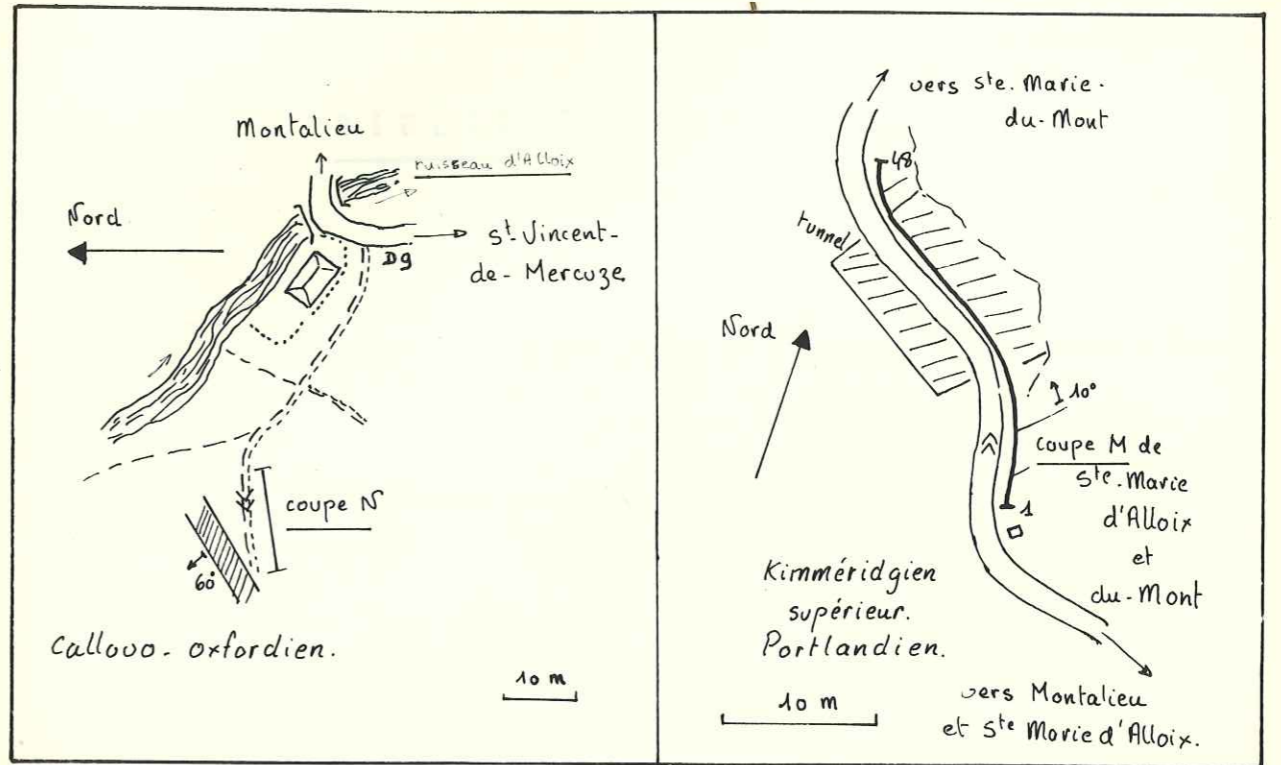 Montalieu
ruisseau d'Alloix
Nord
St-Vincent-
de-Mercuze
D9
coupe N
60°
Callovo-oxfordien.
10 m
vers Ste. Marie-
du-Mont
48
tunnel
Nord
10°
coupe M de
Ste. Marie
d'Alloix
et
du-Mont
1
Kimméridgien
supérieur.
Portlandien.
10 m
vers Montalieu
et Ste Marie d'Alloix.